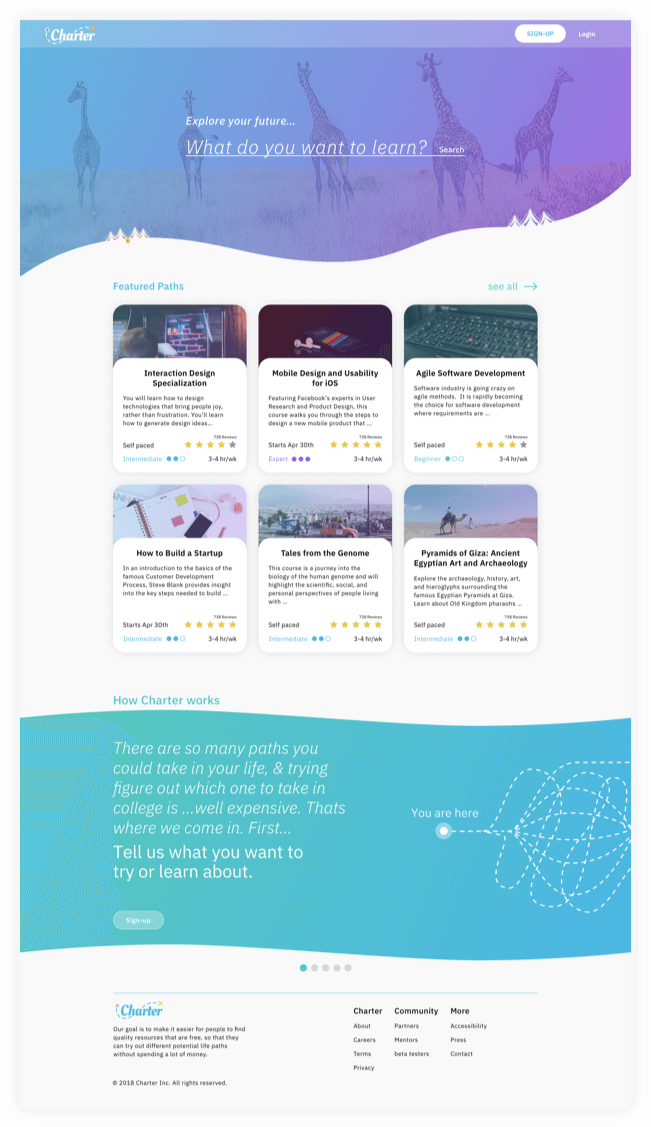 Charter
SIGN-UP
Login
Explore your future...
What do you want to learn?
Search
Featured Paths
see all
Interaction Design
Specialization
You will learn how to design
technologies that bring people joy,
rather than frustration. You'll learn
how to generate design ideas...
738 Reviews
Self paced
Intermediate
3-4 hr/wk
Mobile Design and Usability
for iOS
Featuring Facebook's experts in User
Research and Product Design, this
course walks you through the steps to
design a new mobile product that ...
738 Reviews
Starts Apr 30th
Expert
3-4 hr/wk
Agile Software Development
Software industry is going crazy on
agile methods.  It is rapidly becoming
the choice for software development
where requirements are ...
738 Reviews
Self paced
Beginner
3-4 hr/wk
How to Build a Startup
In an introduction to the basics of the
famous Customer Development
Process, Steve Blank provides insight
into the key steps needed to build ...
738 Reviews
Starts Apr 30th
Intermediate
3-4 hr/wk
Tales from the Genome
This course is a journey into the
biology of the human genome and will
highlight the scientific, social, and
personal perspectives of people living
with ...
738 Reviews
Self paced
Intermediate
3-4 hr/wk
Pyramids of Giza: Ancient
Egyptian Art and Archaeology
Explore the archaeology, history, art,
and hieroglyphs surrounding the
famous Egyptian Pyramids at Giza.
Learn about Old Kingdom pharaohs ...
738 Reviews
Self paced
Intermediate
3-4 hr/wk
How Charter works
There are so many paths you
could take in your life, & trying
figure out which one to take in
college is ...well expensive. Thats
where we come in. First...
Tell us what you want to
try or learn about.
You are here
Sign-up
Charter
Our goal is to make it easier for people to find
quality resources that are free, so that they
can try out different potential life paths
without spending a lot of money.
© 2018 Charter Inc. All rights reserved.
Charter
About
Careers
Terms
Privacy
Community
Partners
Mentors
beta testers
More
Accessibility
Press
Contact